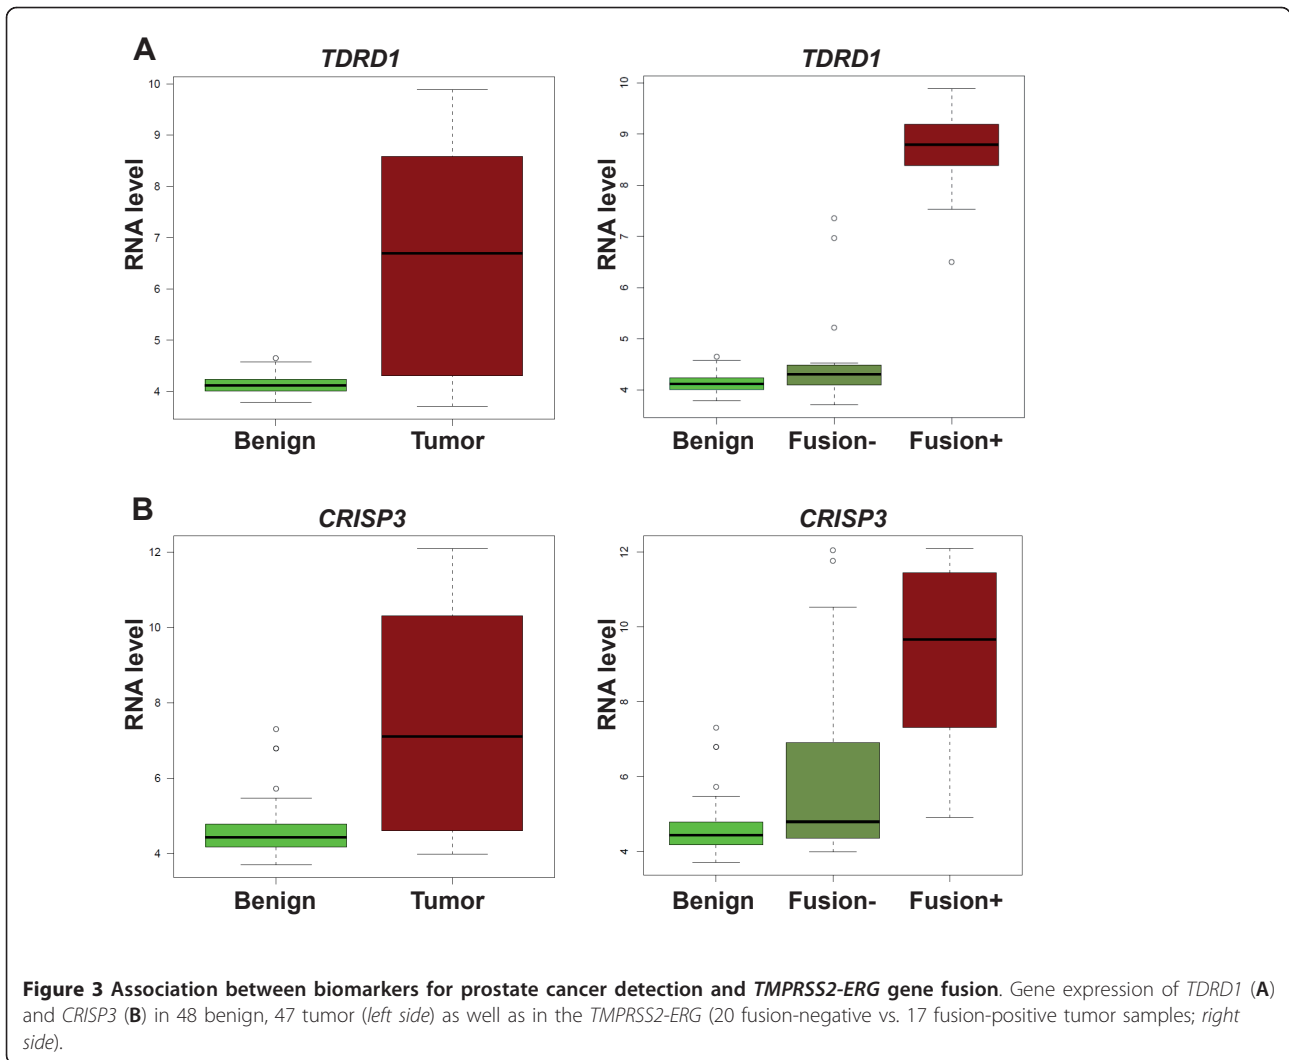 A
TDRD1
RNA level
10
9
8
7
6
5
4
Benign Tumor
TDRD1
RNA level
10
9
8
7
6
5
4
Benign Fusion- Fusion+
B
CRISP3
RNA level
12
10
8
6
4
Benign Tumor
CRISP3
RNA level
12
10
8
6
4
Benign Fusion- Fusion+
Figure 3 Association between biomarkers for prostate cancer detection and TMPRSS2-ERG gene fusion. Gene expression of TDRD1 (A)
and CRISP3 (B) in 48 benign, 47 tumor (left side) as well as in the TMPRSS2-ERG (20 fusion-negative vs. 17 fusion-positive tumor samples; right
side).